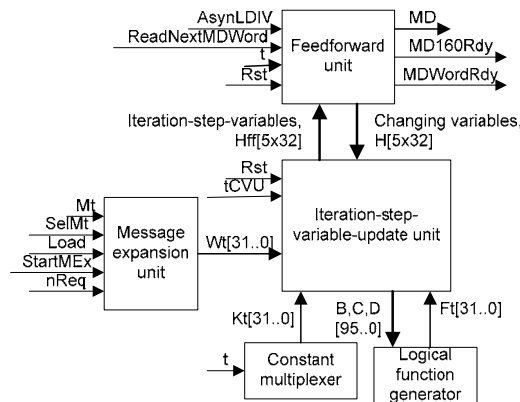 AsynLDIV
MD
ReadNextMDWord
Feedforward
unit
MD160Rdy
t
Rst
MDWordRdy
Iteration-step-variables,
Hff[5x32]
Changing variables,
H[5x32]
Rst
tCVU
Iteration-step-
variable-update unit
Mt
SelMt
Load
StartMEx
nReq
Message
expansion
unit
Wt[31..0]
Kt[31..0]
B,C,D
[95..0]
Ft[31..0]
t
Constant
multiplexer
Logical
function
generator